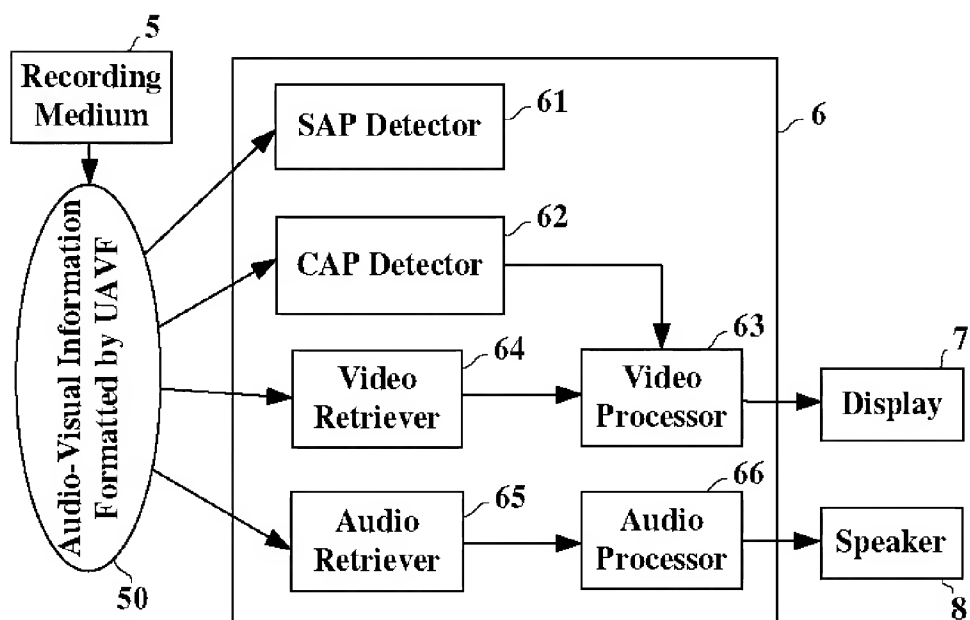 5
Recording
Medium
Audio-Visual Information
Formatted by UAVF
50
6
SAP Detector
61
CAP Detector
62
Video
Retriever
64
Video
Processor
63
Display
7
Audio
Retriever
65
Audio
Processor
66
Speaker
8